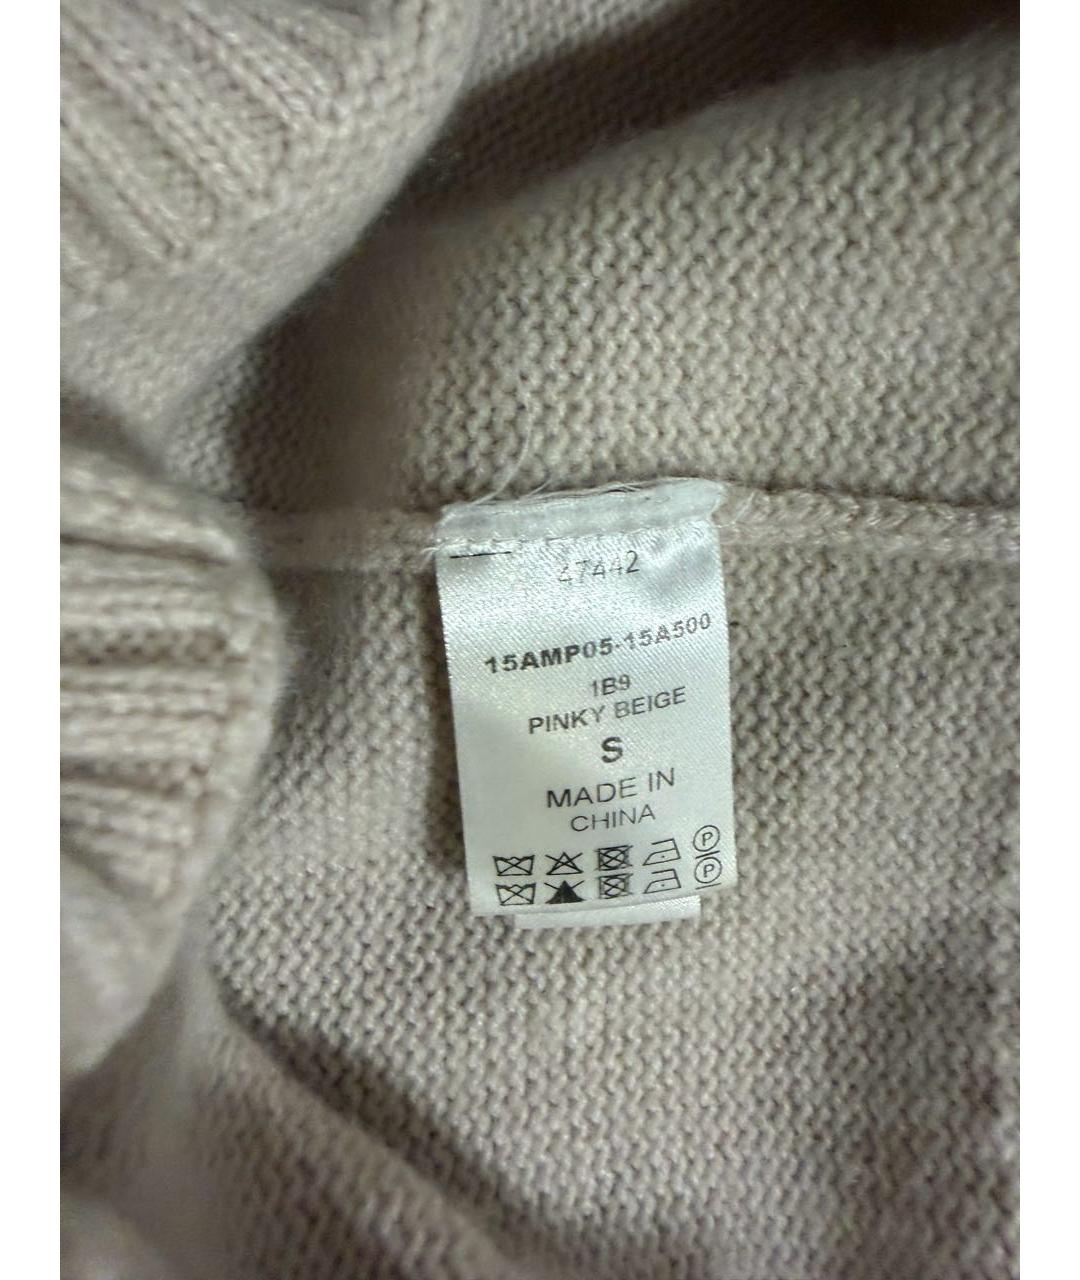 47442
15AMP05-15A500
1B9
PINKY BEIGE
S
MADE IN
CHINA
P
P